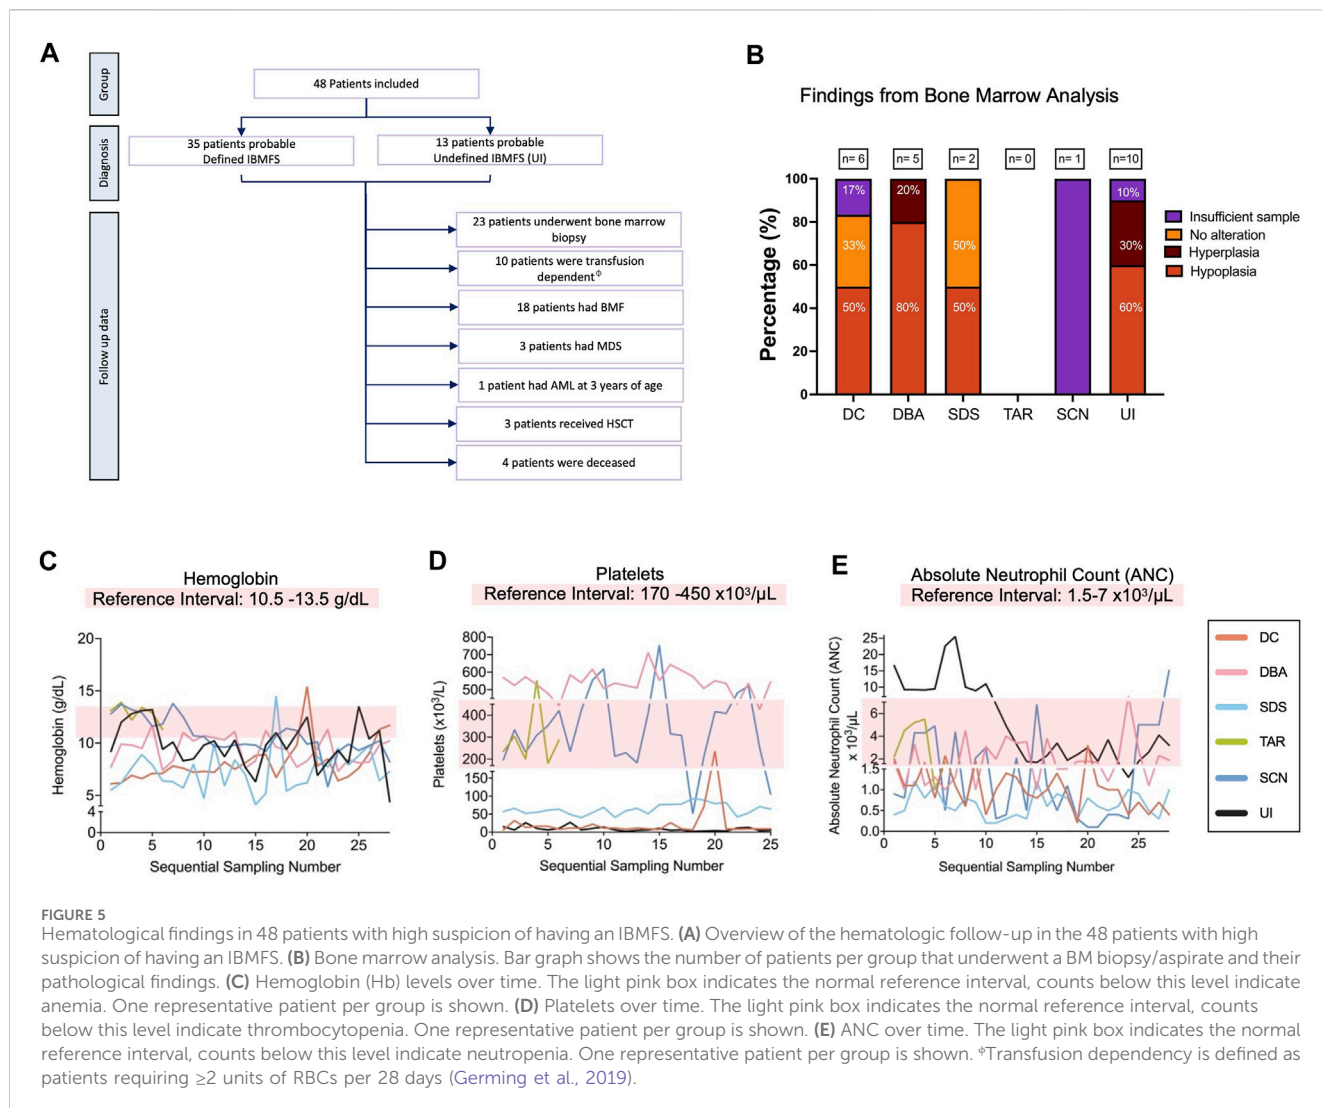 A
Group
48 Patients included
Diagnosis
35 patients probable
Defined IBMFS
13 patients probable
Undefined IBMFS (UI)
Follow up data
23 patients underwent bone marrow
biopsy
10 patients were transfusion
dependentᶲ
18 patients had BMF
3 patients had MDS
1 patient had AML at 3 years of age
3 patients received HSCT
4 patients were deceased
B
Findings from Bone Marrow Analysis
n= 6 n= 5 n= 2 n= 0 n= 1 n=10
Percentage (%)
100
80
60
40
20
0
17% 20% 10%
33% 50% 30%
50% 80% 50% 60%
DC DBA SDS TAR SCN UI
Insufficient sample
No alteration
Hyperplasia
Hypoplasia
C
Hemoglobin
Reference Interval: 10.5 -13.5 g/dL
Hemoglobin (g/dL)
20
15
10
5
4
0
0 5 10 15 20 25
Sequential Sampling Number
D
Platelets
Reference Interval: 170 -450 x10³/µL
Platelets (x10³/L)
800
700
600
500
400
300
200
150
100
50
0
0 5 10 15 20 25
Sequential Sampling Number
E
Absolute Neutrophil Count (ANC)
Reference Interval: 1.5-7 x10³/µL
Absolute Neutrophil Count (ANC)
x 10³/µL
25
20
15
10
6
4
2
1.5
1.0
0.5
0.0
0 5 10 15 20 25
Sequential Sampling Number
DC
DBA
SDS
TAR
SCN
UI
FIGURE 5
Hematological findings in 48 patients with high suspicion of having an IBMFS. (A) Overview of the hematologic follow-up in the 48 patients with high
suspicion of having an IBMFS. (B) Bone marrow analysis. Bar graph shows the number of patients per group that underwent a BM biopsy/aspirate and their
pathological findings. (C) Hemoglobin (Hb) levels over time. The light pink box indicates the normal reference interval, counts below this level indicate
anemia. One representative patient per group is shown. (D) Platelets over time. The light pink box indicates the normal reference interval, counts
below this level indicate thrombocytopenia. One representative patient per group is shown. (E) ANC over time. The light pink box indicates the normal
reference interval, counts below this level indicate neutropenia. One representative patient per group is shown. ᶲTransfusion dependency is defined as
patients requiring ≥2 units of RBCs per 28 days (Germing et al., 2019).